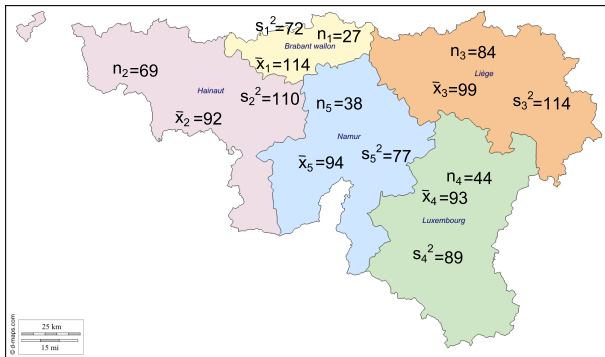 s₁²=72
n₁=27
Brabant wallon
x̄₁=114
n₂=69
Hainaut
s₂²=110
x̄₂=92
n₃=84
Liège
x̄₃=99
s₃²=114
n₅=38
Namur
s₅²=77
x̄₅=94
n₄=44
x̄₄=93
Luxembourg
s₄²=89
25 km
15 mi
© d-maps.com